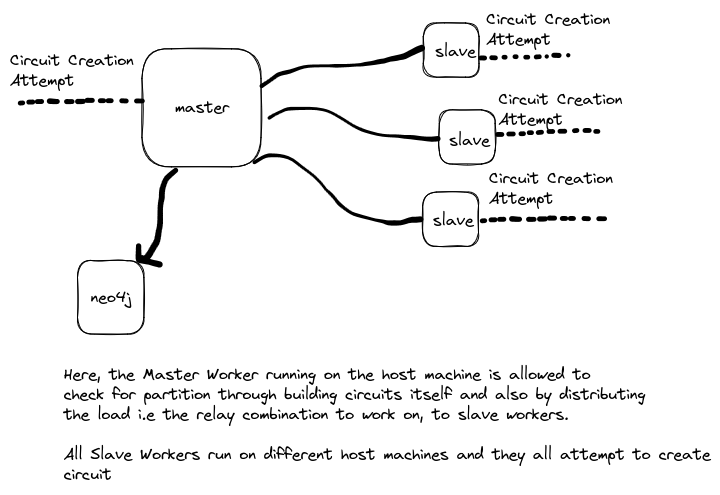 Circuit Creation
Attempt
master
slave
Circuit Creation
Attempt
slave
Circuit Creation
Attempt
slave
Circuit Creation
Attempt
neo4j
Here, the Master Worker running on the host machine is allowed to
check for partition through building circuits itself and also by distributing
the load i.e the relay combination to work on, to slave workers.
All Slave Workers run on different host machines and they all attempt to create
circuit